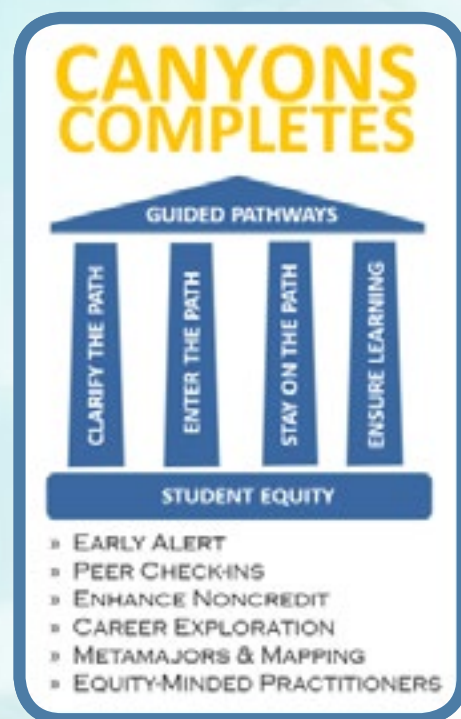 CANYONS
COMPLETES
GUIDED PATHWAYS
CLARIFY THE PATH
ENTER THE PATH
STAY ON THE PATH
ENSURE LEARNING
STUDENT EQUITY
» EARLY ALERT
» PEER CHECK-INS
» ENHANCE NONCREDIT
» CAREER EXPLORATION
» METAMAJORS & MAPPING
» EQUITY-MINDED PRACTITIONERS